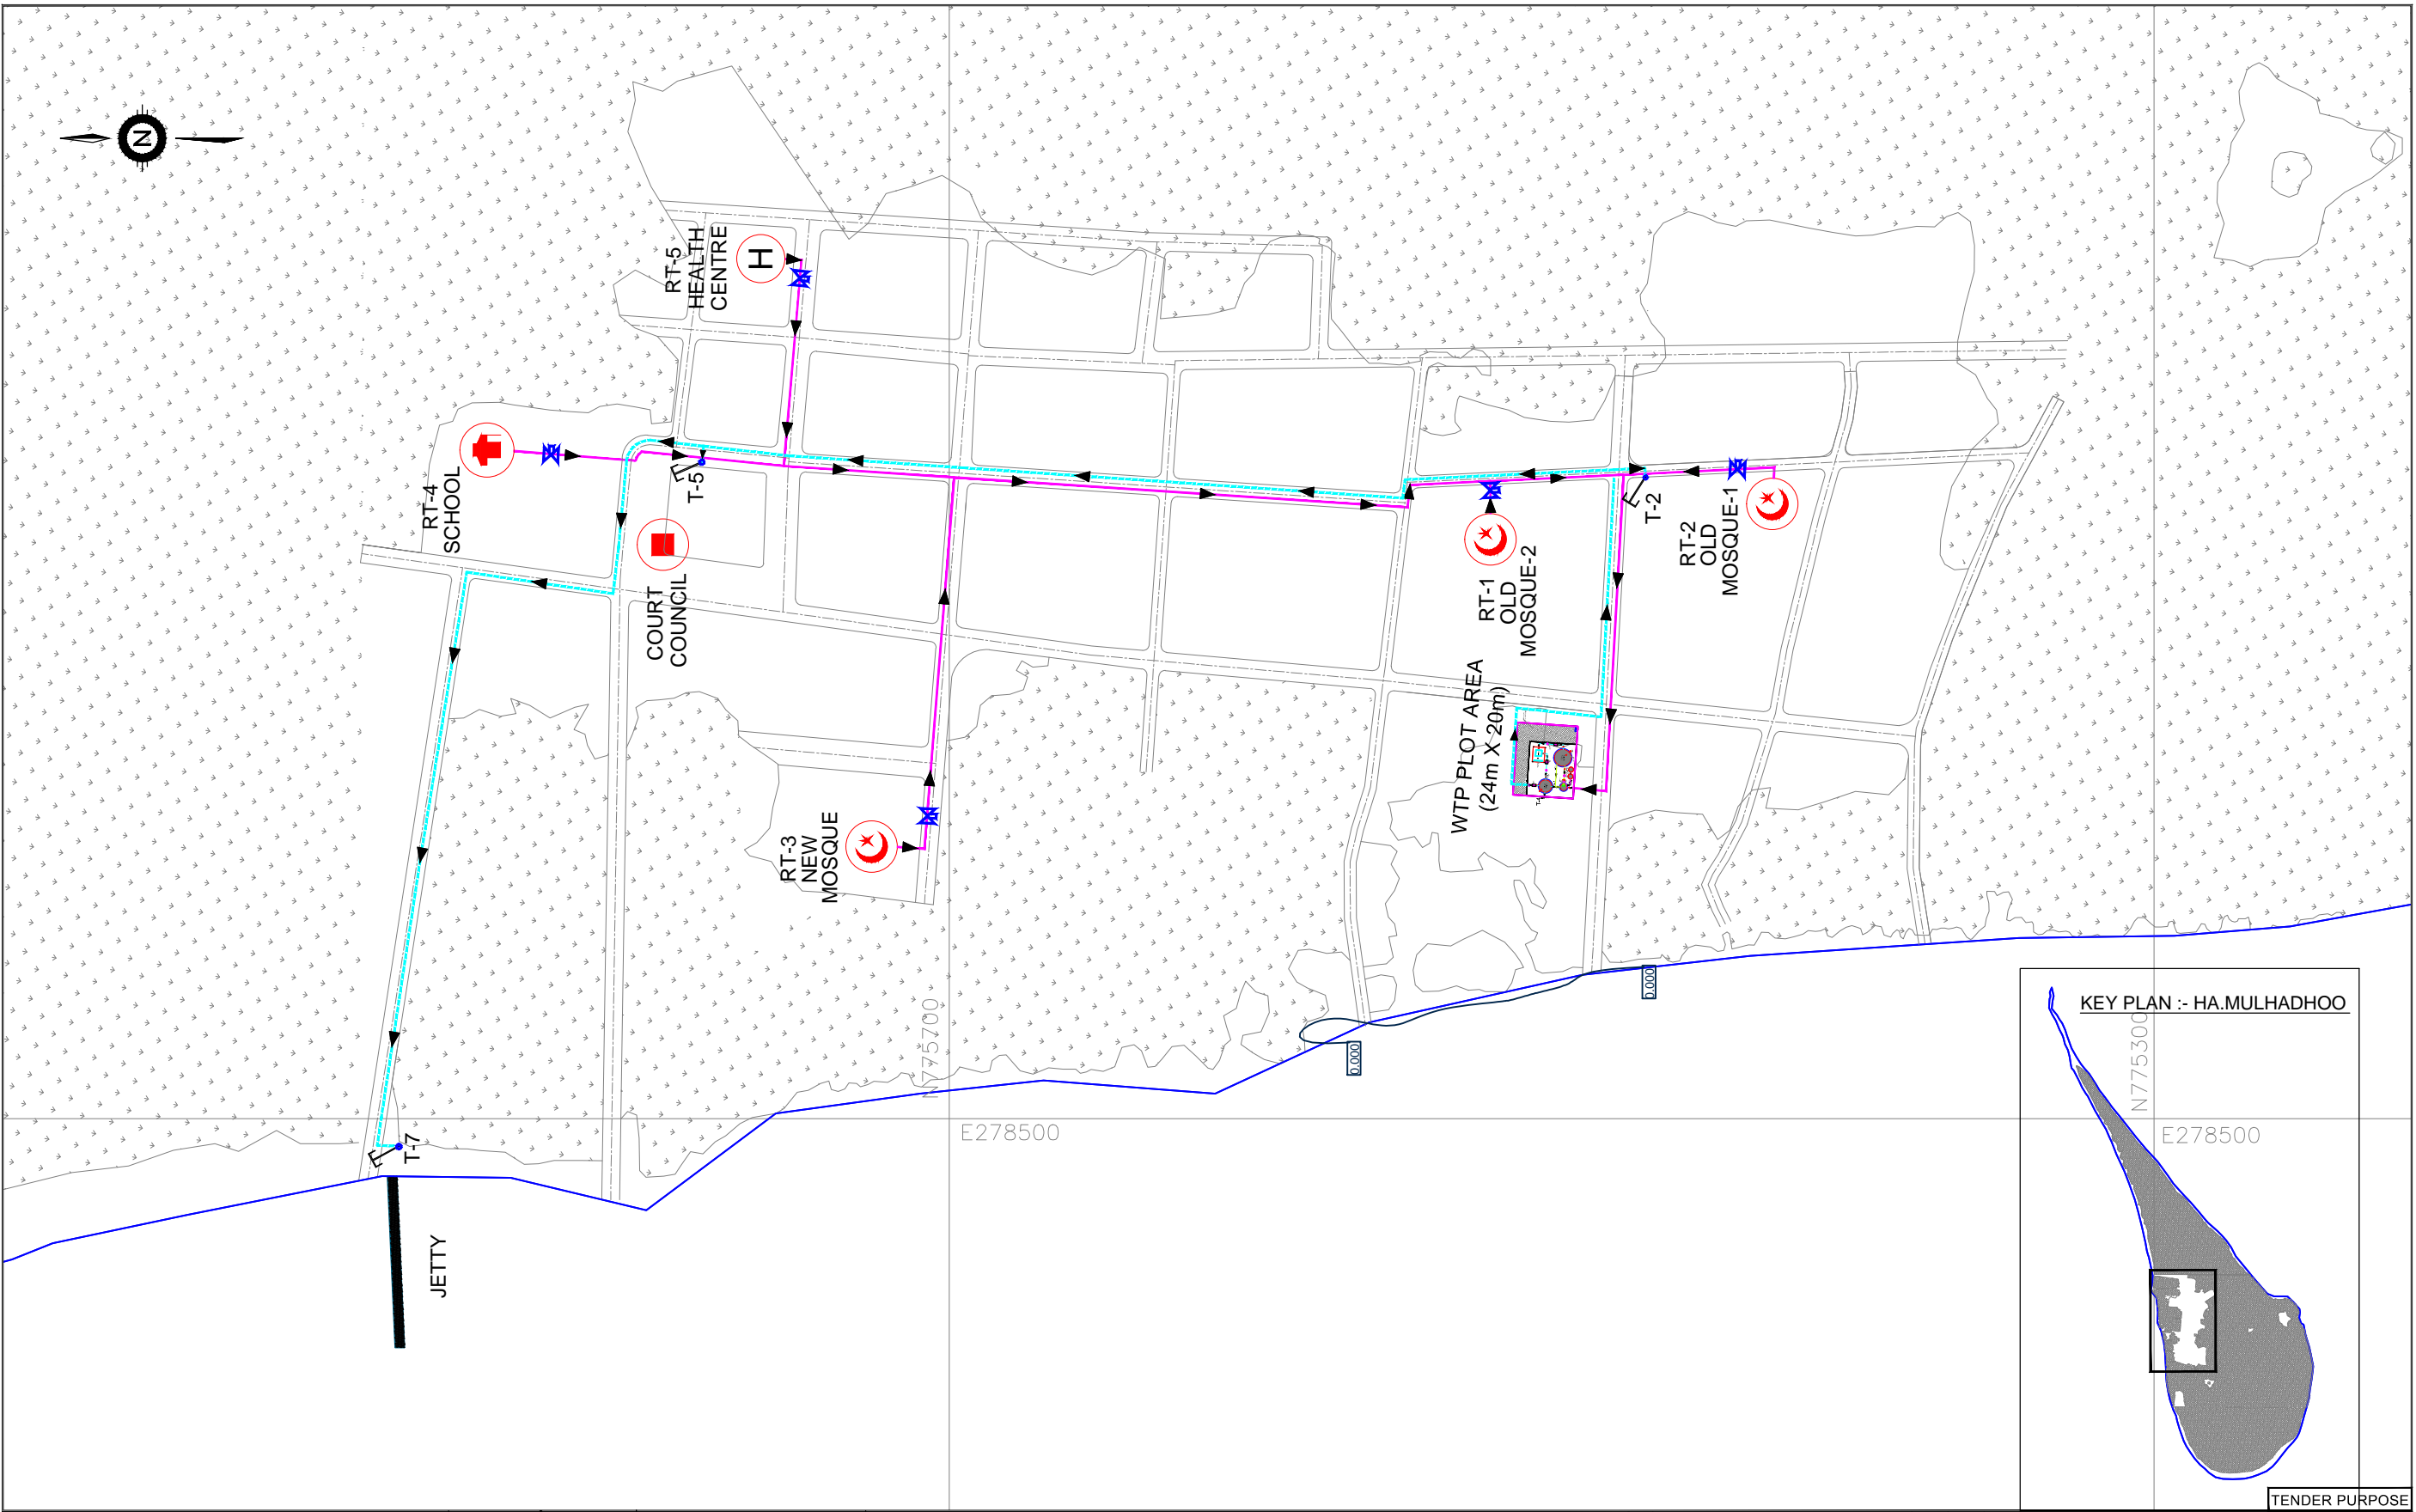 N
RT-5
HEALTH
CENTRE
H
RT-4
SCHOOL
T-5
COURT
COUNCIL
RT-3
NEW
MOSQUE
RT-1
OLD
MOSQUE-2
T-2
RT-2
OLD
MOSQUE-1
WTP PLOT AREA
(24m X 20m)
0.000
0.000
N775700
E278500
T-7
JETTY
KEY PLAN :- HA.MULHADHOO
N775300
E278500
TENDER PURPOSE